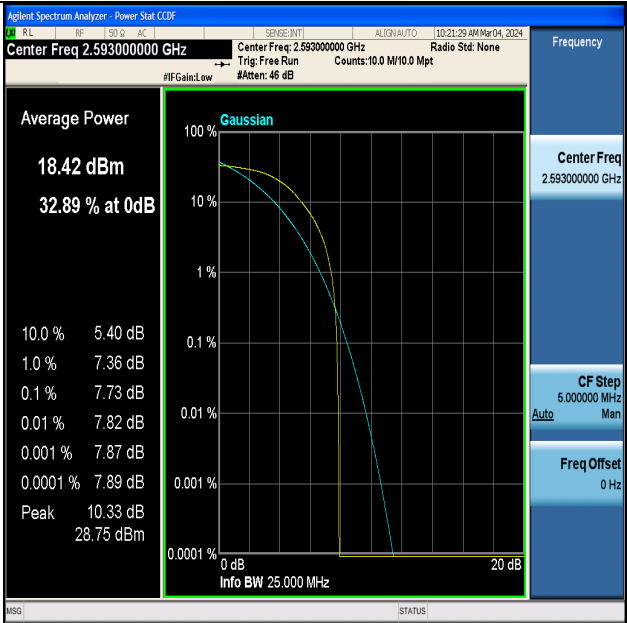 Agilent Spectrum Analyzer - Power Stat CCDF
LXI RL RF 50 Ω AC SENSE:INT ALIGN AUTO 10:21:29 AM Mar 04, 2024
Center Freq 2.593000000 GHz
Center Freq: 2.593000000 GHz Radio Std: None
Trig: Free Run Counts:10.0 M/10.0 Mpt
#IFGain:Low #Atten: 46 dB
Frequency
Average Power
18.42 dBm
32.89 % at 0dB
10.0 % 5.40 dB
1.0 % 7.36 dB
0.1 % 7.73 dB
0.01 % 7.82 dB
0.001 % 7.87 dB
0.0001 % 7.89 dB
Peak 10.33 dB
28.75 dBm
Gaussian
100 %
10 %
1 %
0.1 %
0.01 %
0.001 %
0.0001 %
0 dB 20 dB
Info BW 25.000 MHz
Center Freq
2.593000000 GHz
CF Step
5.000000 MHz
Auto Man
Freq Offset
0 Hz
MSG STATUS